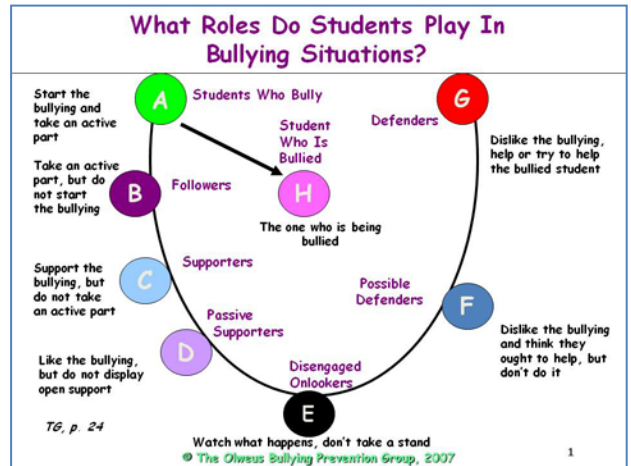 What Roles Do Students Play In
Bullying Situations?
Start the
bullying and
take an active
part
A
Students Who Bully
Student
Who Is
Bullied
H
The one who is being
bullied
Defenders
G
Dislike the bullying,
help or try to help
the bullied student
Take an active
part, but do
not start
the bullying
B
Followers
Support the
bullying, but
do not take
an active part
C
Supporters
Possible
Defenders
F
Dislike the bullying
and think they
ought to help, but
don't do it
Like the bullying,
but do not display
open support
D
Passive
Supporters
Disengaged
Onlookers
E
Watch what happens, don't take a stand
TG, p. 24
© The Olweus Bullying Prevention Group, 2007
1